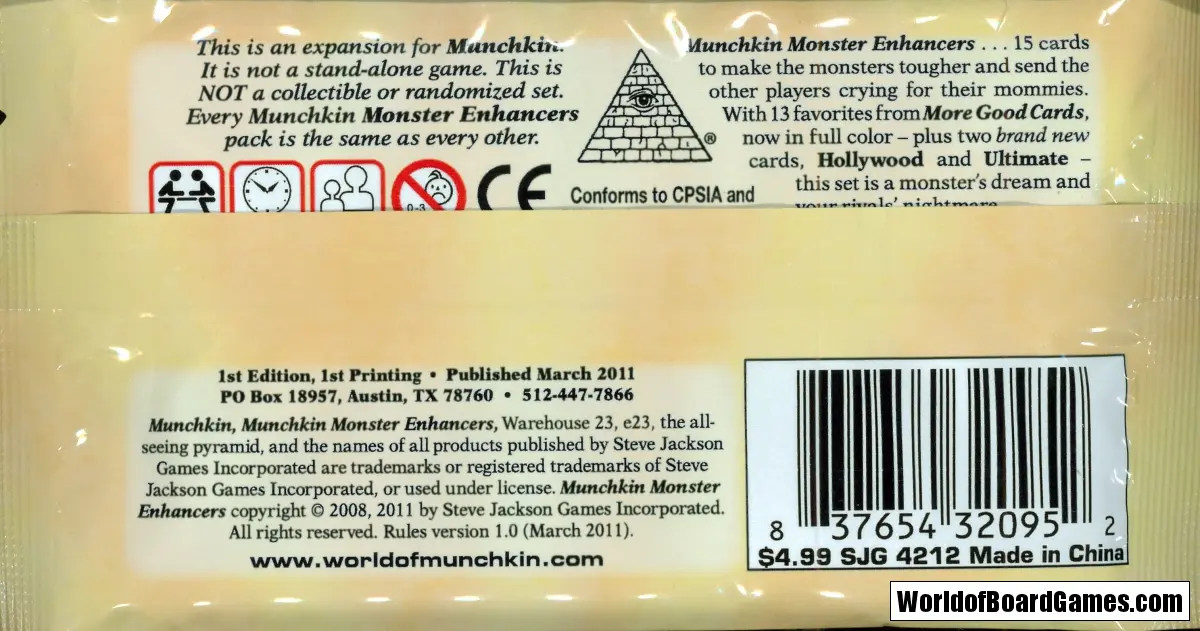 This is an expansion for Munchkin.
It is not a stand-alone game. This is
NOT a collectible or randomized set.
Every Munchkin Monster Enhancers
pack is the same as every other.
®
Munchkin Monster Enhancers . . . 15 cards
to make the monsters tougher and send the
other players crying for their mommies.
With 13 favorites from More Good Cards,
now in full color – plus two brand new
cards, Hollywood and Ultimate –
this set is a monster's dream and
your rivals' nightmare
0-3
CE
Conforms to CPSIA and
1st Edition, 1st Printing • Published March 2011
PO Box 18957, Austin, TX 78760 • 512-447-7866
Munchkin, Munchkin Monster Enhancers, Warehouse 23, e23, the all-
seeing pyramid, and the names of all products published by Steve Jackson
Games Incorporated are trademarks or registered trademarks of Steve
Jackson Games Incorporated, or used under license. Munchkin Monster
Enhancers copyright © 2008, 2011 by Steve Jackson Games Incorporated.
All rights reserved. Rules version 1.0 (March 2011).
www.worldofmunchkin.com
8 37654 32095 2
$4.99 SJG 4212 Made in China
WorldofBoardGames.com